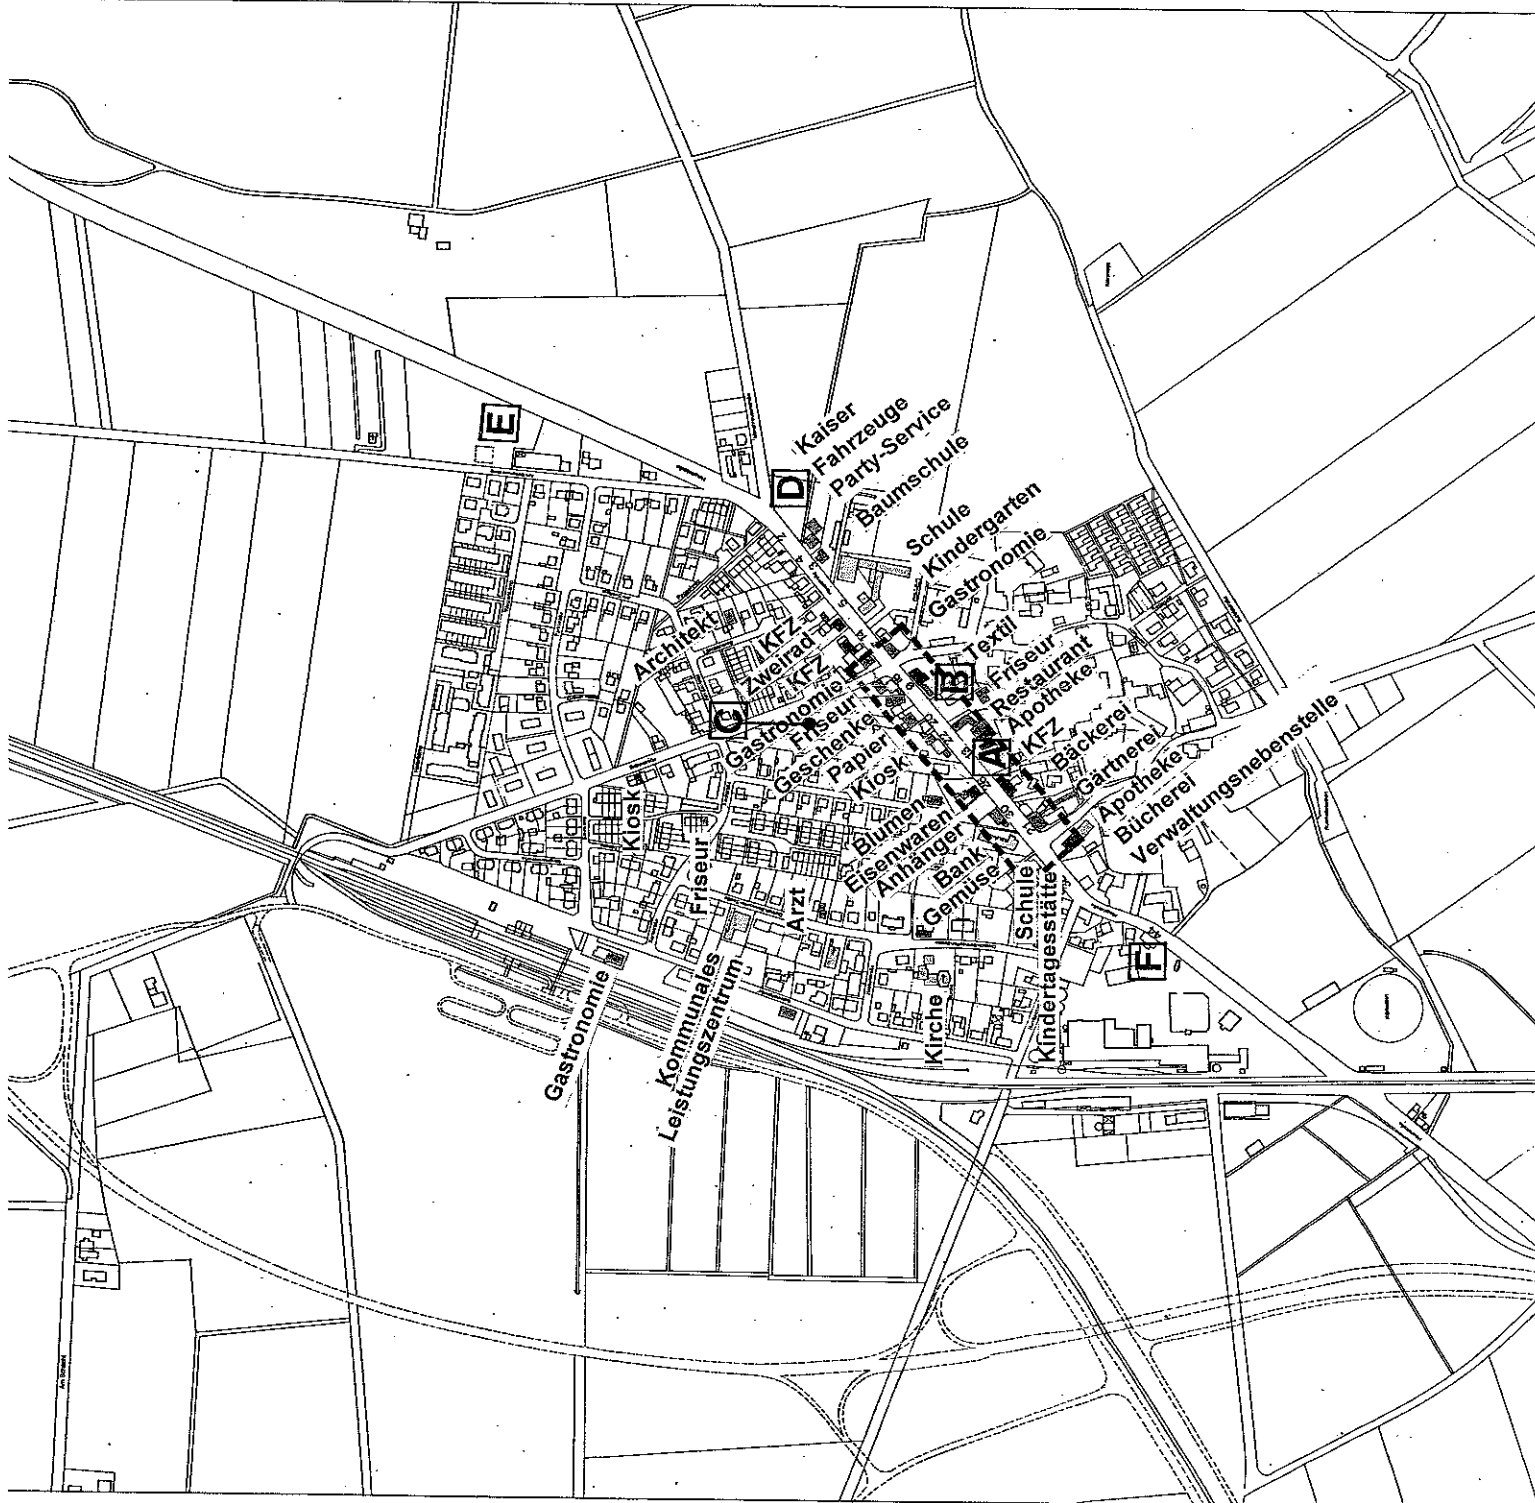 E
D
Kaiser
Fahrzeuge
Party-Service
Baumschule
Schule
Kindergarten
Gastronomie
Architekt
KFZ
Zweirad
KFZ
C
Gastronomie
Friseur
Geschenke
Papier
Kiosk
B
Textil
Friseur
Restaurant
Apotheke
A
KFZ
Bäckerei
Gärtnerei
Apotheke
Bücherei
Verwaltungsnebenstelle
Blumen
Eisenwaren
Anhänger
Bank
Gemüse
Kiosk
Friseur
Arzt
Schule
Kindertagesstätte
F
Kirche
Kommunales
Leistungszentrum
Gastronomie